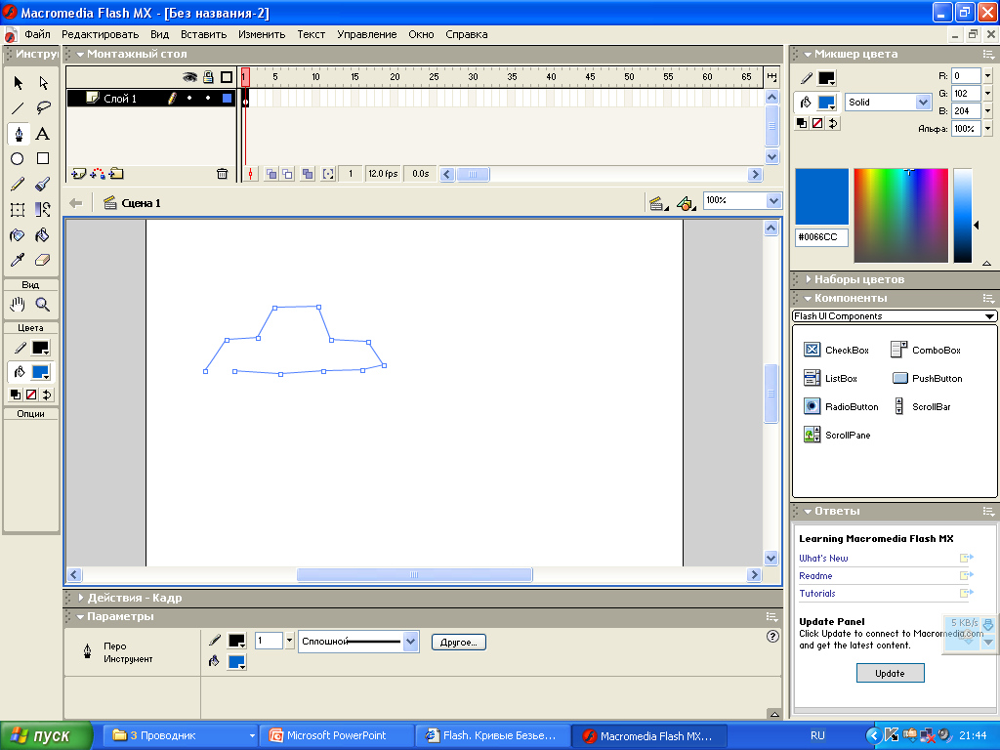 Macromedia Flash MX - [Без названия-2]
Файл Редактировать Вид Вставить Изменить Текст Управление Окно Справка
Инстру
Монтажный стол
Микшер цвета
1 5 10 15 20 25 30 35 40 45 50 55 60 65
Слой 1
R: 0
Solid
G: 102
B: 204
Альфа: 100%
1 12.0 fps 0.0s
Сцена 1
100%
#0066CC
Вид
Цвета
Опции
Наборы цветов
Компоненты
Flash UI Components
CheckBox ComboBox
ListBox PushButton
RadioButton ScrollBar
ScrollPane
Ответы
Learning Macromedia Flash MX
What's New
Readme
Tutorials
Update Panel
5 KB/s
Click Update to connect to Macromedia.com
and get the latest content.
Update
Действия - Кадр
Параметры
Перо
Инструмент
1
Сплошной
Другое...
пуск
3 Проводник
Microsoft PowerPoint
Flash. Кривые Безье...
Macromedia Flash MX...
RU
21:44